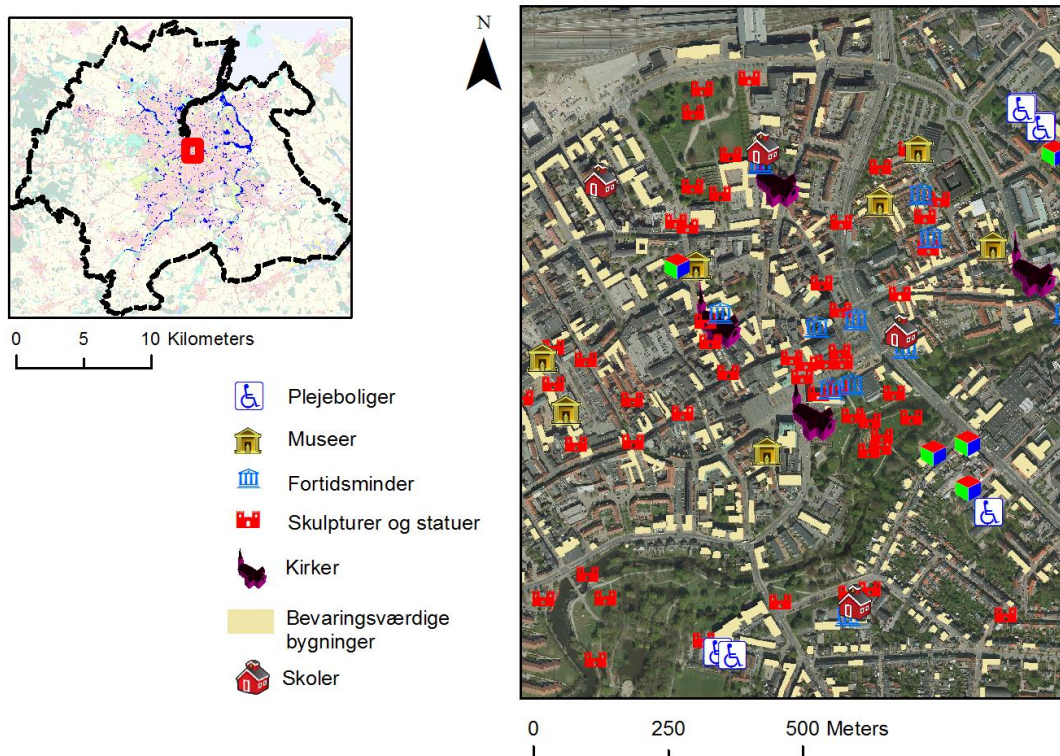 N
0 5 10 Kilometers
Plejeboliger
Museer
Fortidsminder
Skulpturer og statuer
Kirker
Bevaringsværdige
bygninger
Skoler
0 250 500 Meters